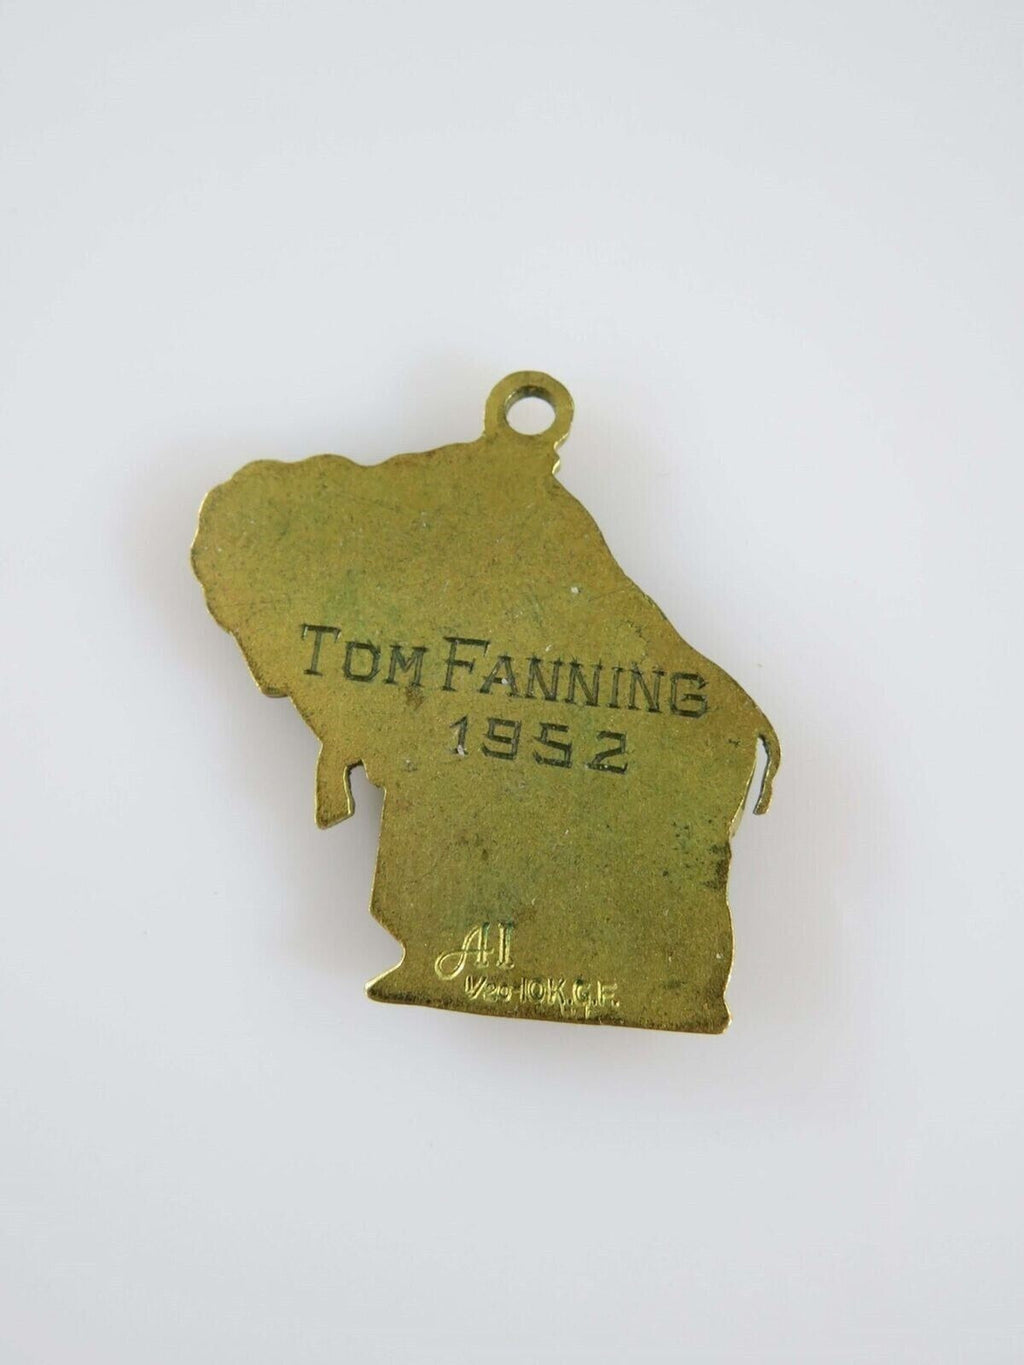 TOM FANNING
1952
AI
1/20-10K.G.F.